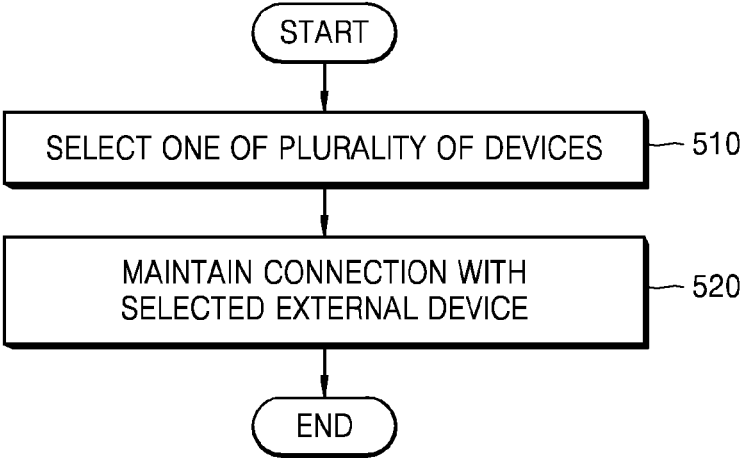 START
SELECT ONE OF PLURALITY OF DEVICES
510
MAINTAIN CONNECTION WITH
SELECTED EXTERNAL DEVICE
520
END